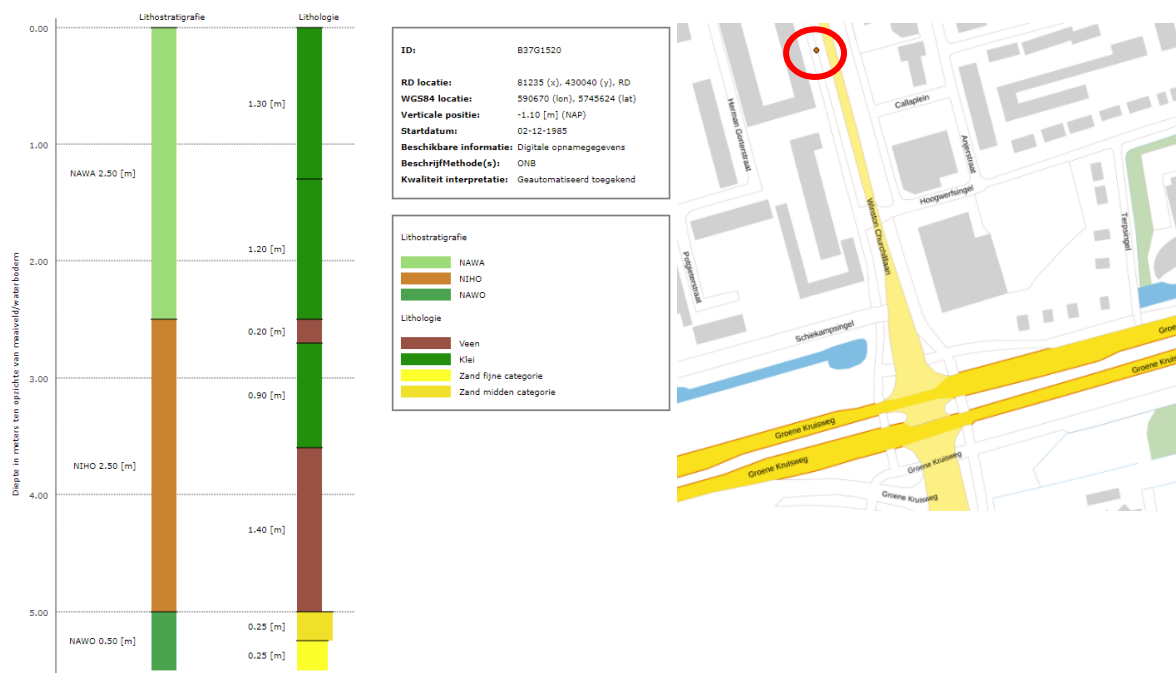 Lithostratigrafie
Lithologie
Diepte in meters ten opzichte van maaiveld/waterbodem
0.00
1.00
2.00
3.00
4.00
5.00
NAWA 2.50 [m]
NIHO 2.50 [m]
NAWO 0.50 [m]
1.30 [m]
1.20 [m]
0.20 [m]
0.90 [m]
1.40 [m]
0.25 [m]
0.25 [m]
ID: B37G1520
RD locatie: 81235 (x), 430040 (y), RD
WGS84 locatie: 590670 (lon), 5745624 (lat)
Verticale positie: -1.10 [m] (NAP)
Startdatum: 02-12-1985
Beschikbare informatie: Digitale opnamegegevens
BeschrijfMethode(s): ONB
Kwaliteit interpretatie: Geautomatiseerd toegekend
Lithostratigrafie
NAWA
NIHO
NAWO
Lithologie
Veen
Klei
Zand fijne categorie
Zand midden categorie
Herman Gorterstraat
Callaplein
Anjerstraat
Hoogwerfsingel
Winston Churchilllaan
Terpsingel
Potgieterstraat
Schiekampsingel
Groene Kruisweg
Groene Kruisweg
Groene Kruisweg
Groene Kruisweg
Groe
Groene Kruisw